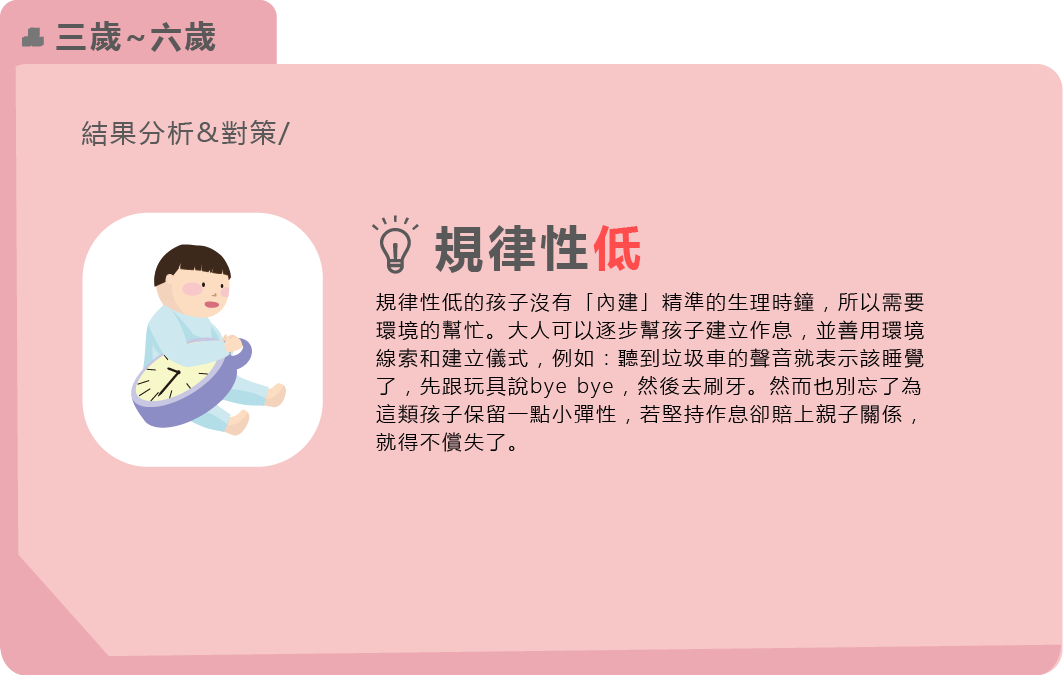 三歲~六歲
結果分析&對策/
規律性低
規律性低的孩子沒有「內建」精準的生理時鐘，所以需要
環境的幫忙。大人可以逐步幫孩子建立作息，並善用環境
線索和建立儀式，例如：聽到垃圾車的聲音就表示該睡覺
了，先跟玩具說bye bye，然後去刷牙。然而也別忘了為
這類孩子保留一點小彈性，若堅持作息卻賠上親子關係，
就得不償失了。